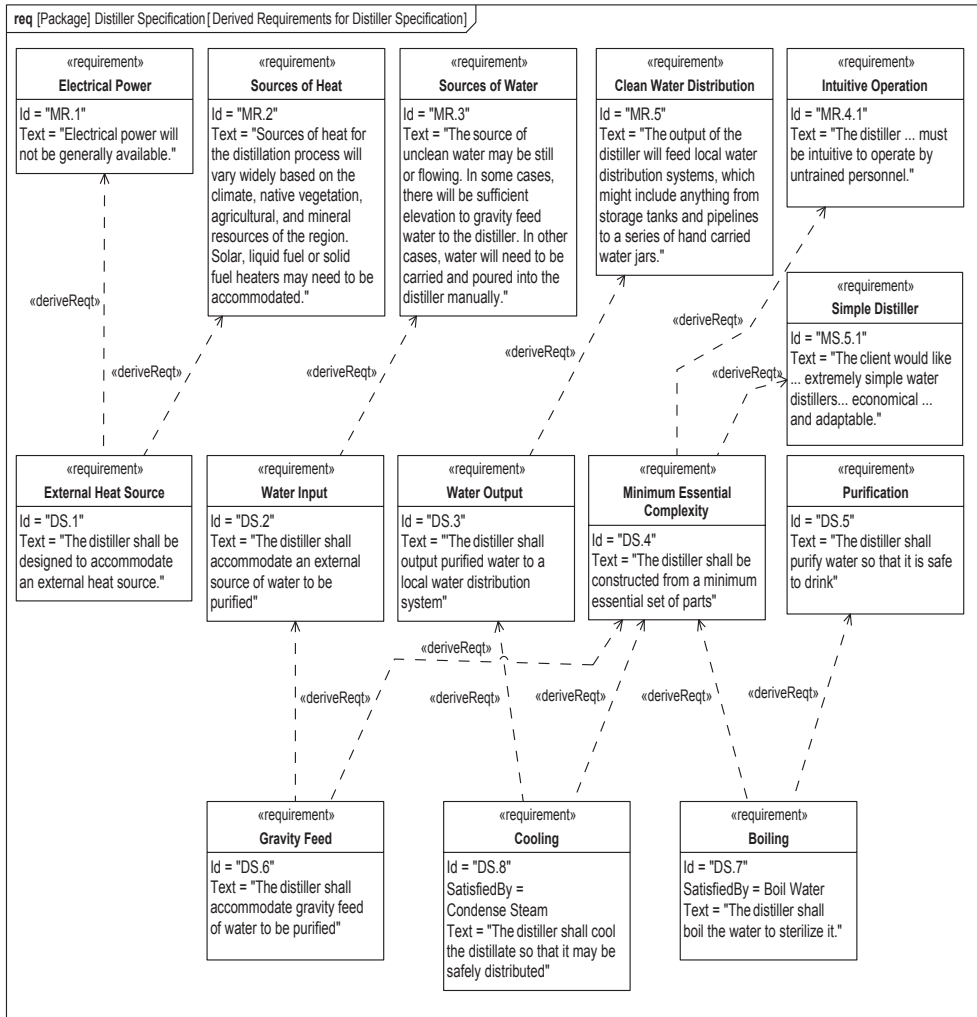 req [Package] Distiller Specification [ Derived Requirements for Distiller Specification ]
«requirement»
Electrical Power
Id = "MR.1"
Text = "Electrical power will
not be generally available."
«requirement»
Sources of Heat
Id = "MR.2"
Text = "Sources of heat for
the distillation process will
vary widely based on the
climate, native vegetation,
agricultural, and mineral
resources of the region.
Solar, liquid fuel or solid
fuel heaters may need to be
accommodated."
«requirement»
Sources of Water
Id = "MR.3"
Text = "The source of
unclean water may be still
or flowing. In some cases,
there will be sufficient
elevation to gravity feed
water to the distiller. In other
cases, water will need to be
carried and poured into the
distiller manually."
«requirement»
Clean Water Distribution
Id = "MR.5"
Text = "The output of the
distiller will feed local water
distribution systems, which
might include anything from
storage tanks and pipelines
to a series of hand carried
water jars."
«requirement»
Intuitive Operation
Id = "MR.4.1"
Text = "The distiller ... must
be intuitive to operate by
untrained personnel."
«requirement»
Simple Distiller
Id = "MS.5.1"
Text = "The client would like
... extremely simple water
distillers... economical ...
and adaptable."
«deriveReqt»
«deriveReqt»
«deriveReqt»
«deriveReqt»
«deriveReqt»
«deriveReqt»
«requirement»
External Heat Source
Id = "DS.1"
Text = "The distiller shall be
designed to accommodate
an external heat source."
«requirement»
Water Input
Id = "DS.2"
Text = "The distiller shall
accommodate an external
source of water to be
purified"
«requirement»
Water Output
Id = "DS.3"
Text = '"The distiller shall
output purified water to a
local water distribution
system"
«requirement»
Minimum Essential
Complexity
Id = "DS.4"
Text = "The distiller shall be
constructed from a minimum
essential set of parts"
«requirement»
Purification
Id = "DS.5"
Text = "The distiller shall
purify water so that it is safe
to drink"
«deriveReqt»
«deriveReqt»
«deriveReqt»
«deriveReqt»
«deriveReqt»
«deriveReqt»
«requirement»
Gravity Feed
Id = "DS.6"
Text = "The distiller shall
accommodate gravity feed
of water to be purified"
«requirement»
Cooling
Id = "DS.8"
SatisfiedBy =
Condense Steam
Text = "The distiller shall cool
the distillate so that it may be
safely distributed"
«requirement»
Boiling
Id = "DS.7"
SatisfiedBy = Boil Water
Text = "The distiller shall
boil the water to sterilize it."